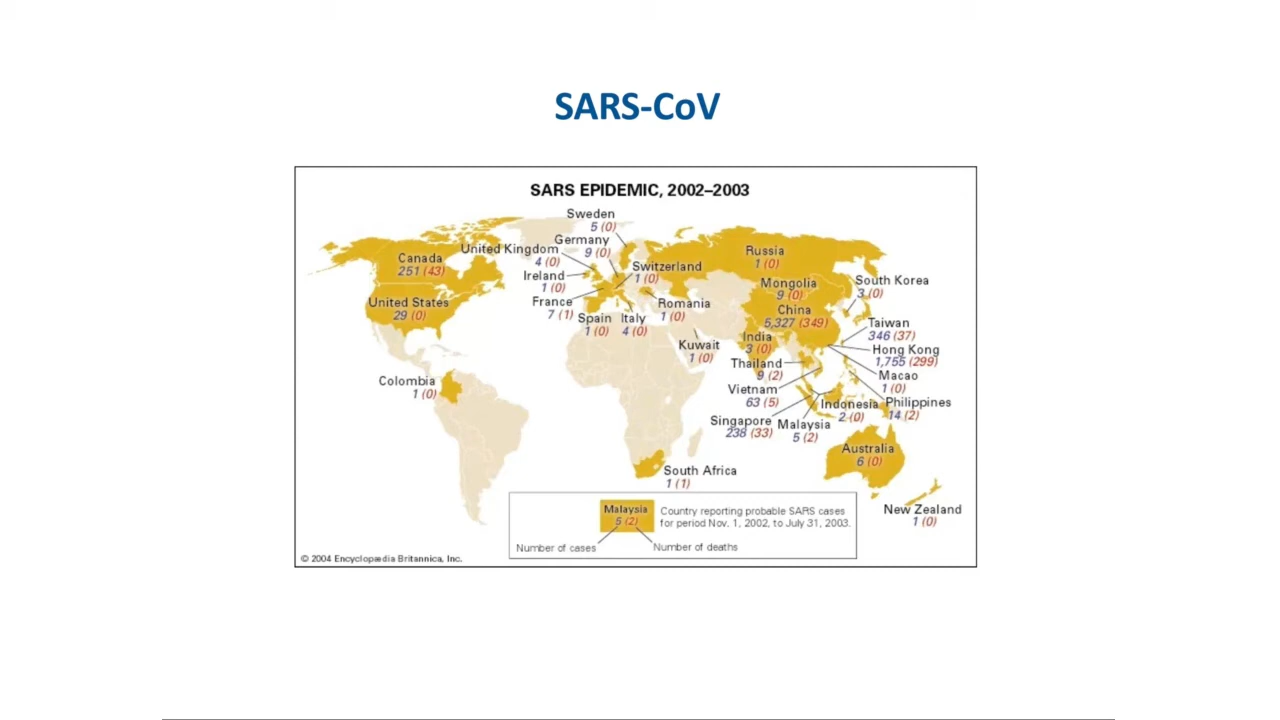 SARS-CoV
SARS EPIDEMIC, 2002–2003
Sweden
5 (0)
Germany
9 (0)
United Kingdom
4 (0)
Ireland
1 (0)
France
7 (1)
Spain
1 (0)
Italy
4 (0)
Switzerland
1 (0)
Romania
1 (0)
Canada
251 (43)
United States
29 (0)
Colombia
1 (0)
Russia
1 (0)
Mongolia
9 (0)
China
5,327 (349)
South Korea
3 (0)
Taiwan
346 (37)
Hong Kong
1,755 (299)
Macao
1 (0)
Philippines
14 (2)
India
3 (0)
Kuwait
1 (0)
Thailand
9 (2)
Vietnam
63 (5)
Singapore
238 (33)
Malaysia
5 (2)
Indonesia
2 (0)
Australia
6 (0)
New Zealand
1 (0)
South Africa
1 (1)
Malaysia
5 (2)
Country reporting probable SARS cases
for period Nov. 1, 2002, to July 31, 2003.
Number of cases
Number of deaths
© 2004 Encyclopædia Britannica, Inc.